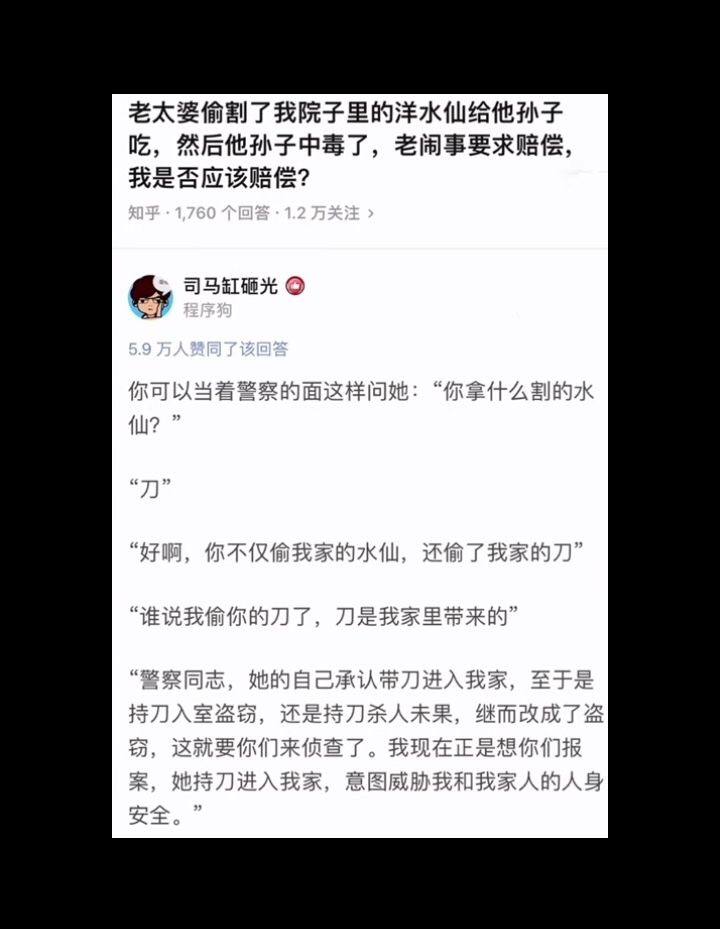 老太婆偷割了我院子里的洋水仙给他孙子
吃，然后他孙子中毒了，老闹事要求赔偿，
我是否应该赔偿？
知乎 · 1,760 个回答 · 1.2 万关注 ›
司马缸砸光
程序狗
5.9 万人赞同了该回答
你可以当着警察的面这样问她：“你拿什么割的水
仙？”
“刀”
“好啊，你不仅偷我家的水仙，还偷了我家的刀”
“谁说我偷你的刀了，刀是我家里带来的”
“警察同志，她的自己承认带刀进入我家，至于是
持刀入室盗窃，还是持刀杀人未果，继而改成了盗
窃，这就要你们来侦查了。我现在正是想你们报
案，她持刀进入我家，意图威胁我和我家人的人身
安全。”